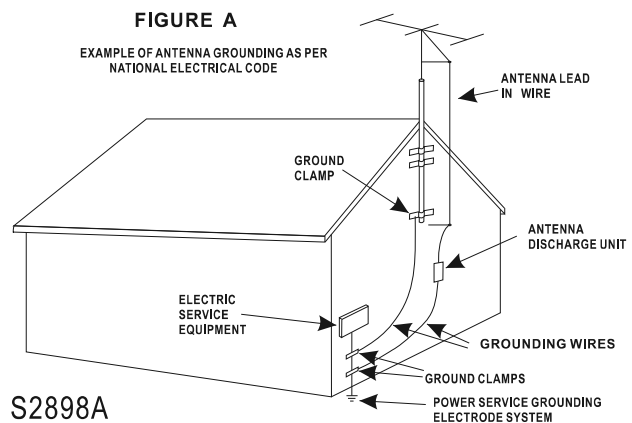 FIGURE A
EXAMPLE OF ANTENNA GROUNDING AS PER
NATIONAL ELECTRICAL CODE
ANTENNA LEAD
IN WIRE
GROUND
CLAMP
ANTENNA
DISCHARGE UNIT
ELECTRIC
SERVICE
EQUIPMENT
GROUNDING WIRES
GROUND CLAMPS
POWER SERVICE GROUNDING
ELECTRODE SYSTEM
S2898A